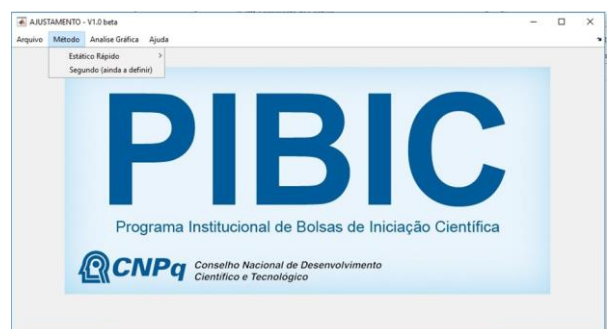 AJUSTAMENTO - V1.0 beta
Arquivo Método Analise Gráfica Ajuda
Estático Rápido >
Segundo (ainda a definir)
PIBIC
Programa Institucional de Bolsas de Iniciação Científica
CNPq Conselho Nacional de Desenvolvimento
Científico e Tecnológico